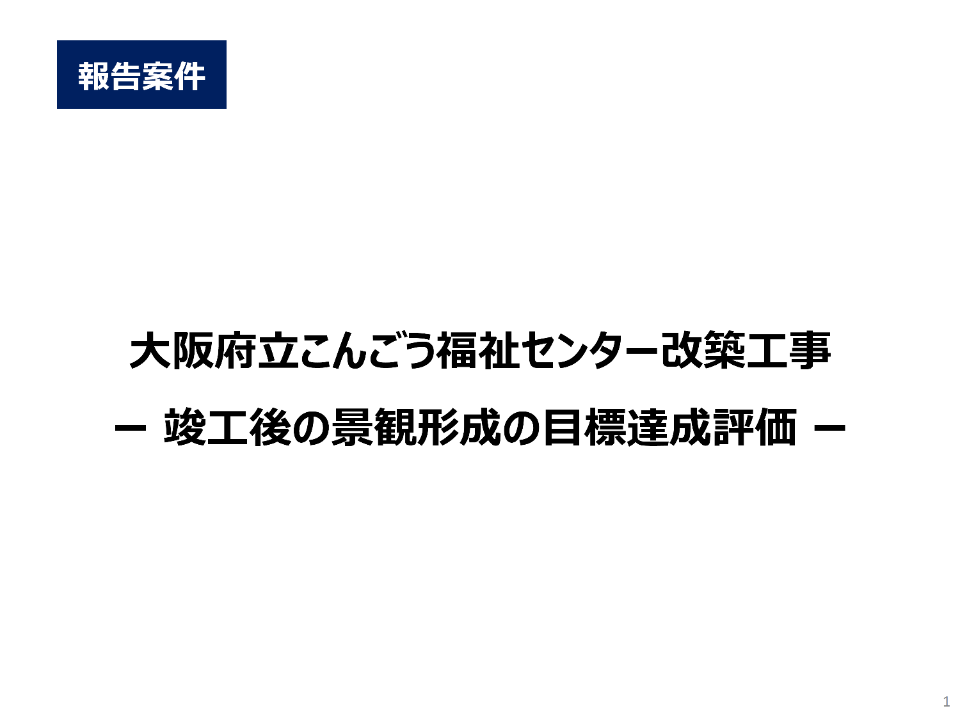 報告案件
大阪府立こんごう福祉センター改築工事
ー 竣工後の景観形成の目標達成評価 ー
1